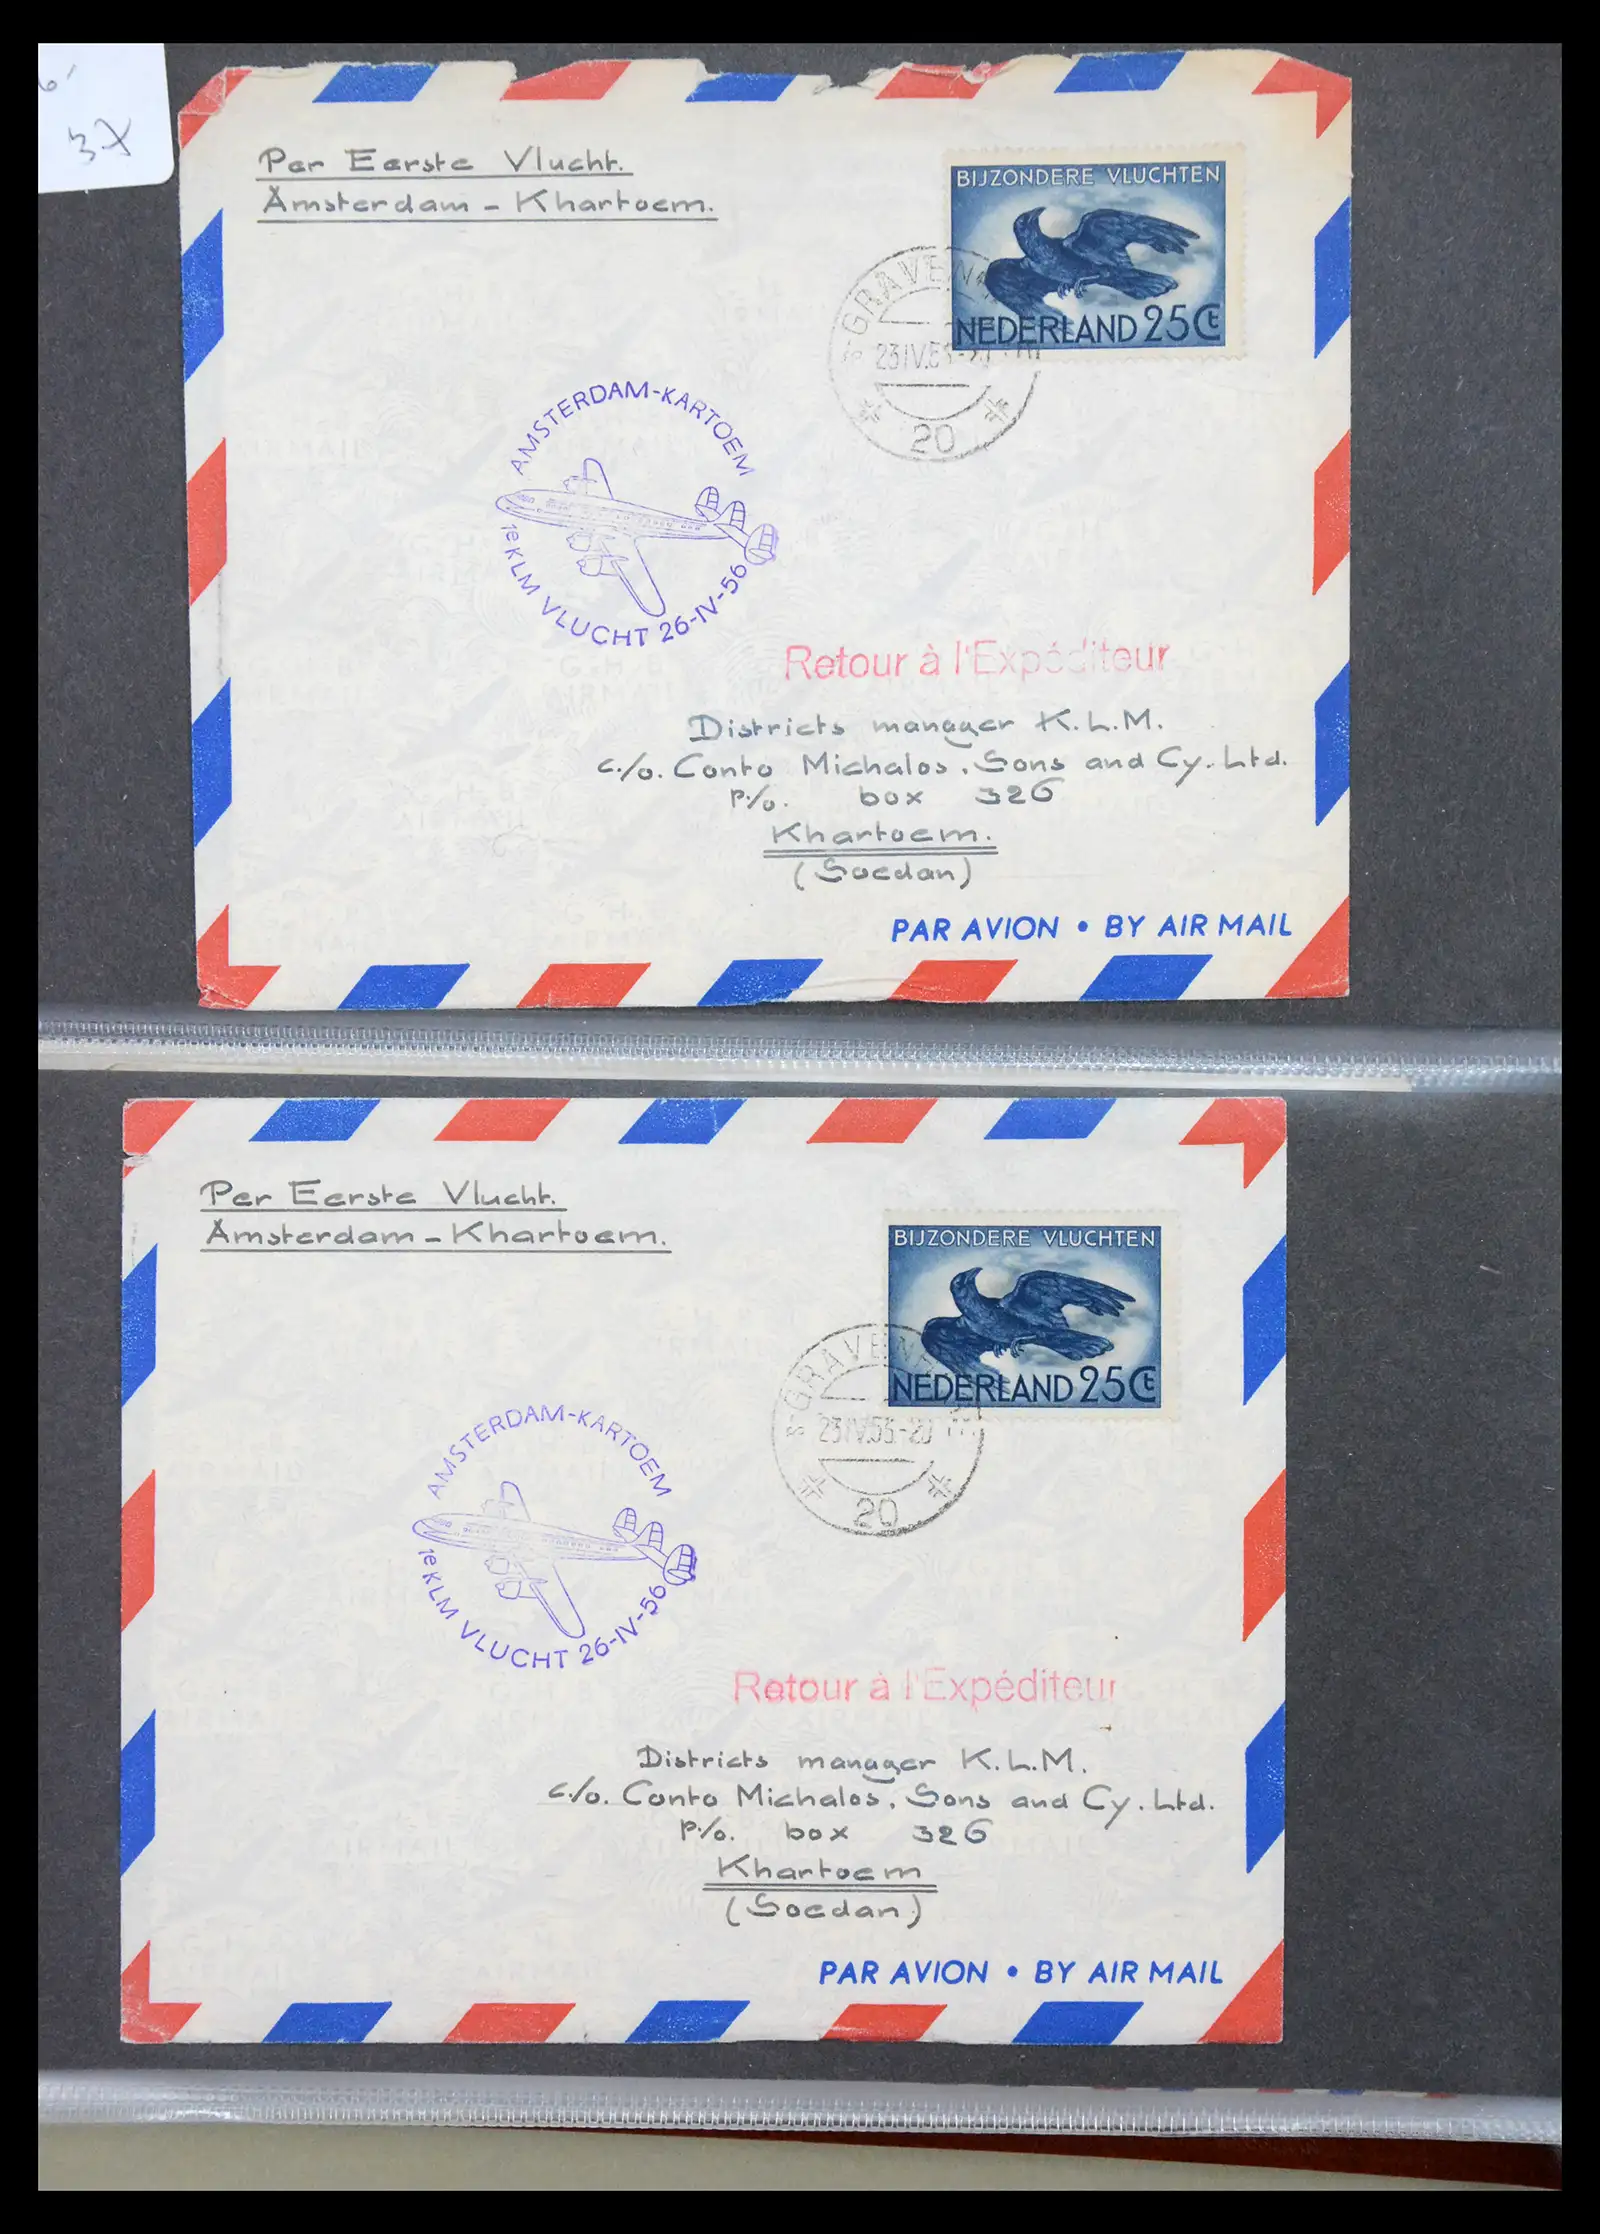 37
Per Eerste Vlucht.
Amsterdam - Khartoem.
BIJZONDERE VLUCHTEN
NEDERLAND 25 Ct
20
AMSTERDAM-KARTOEM
1e KLM VLUCHT 26-IV-56
Retour à l'Expéditeur
Districts manager K.L.M.
c./o. Conto Michalos, Sons and Cy. Ltd.
P./o. box 326
Khartoem.
(Soedan)
PAR AVION • BY AIR MAIL
Per Eerste Vlucht.
Amsterdam - Khartoem.
BIJZONDERE VLUCHTEN
NEDERLAND 25 Ct
20
AMSTERDAM-KARTOEM
1e KLM VLUCHT 26-IV-56
Retour à l'Expéditeur
Districts manager K.L.M.
c./o. Conto Michalos, Sons and Cy. Ltd.
P./o. box 326
Khartoem
(Soedan)
PAR AVION • BY AIR MAIL